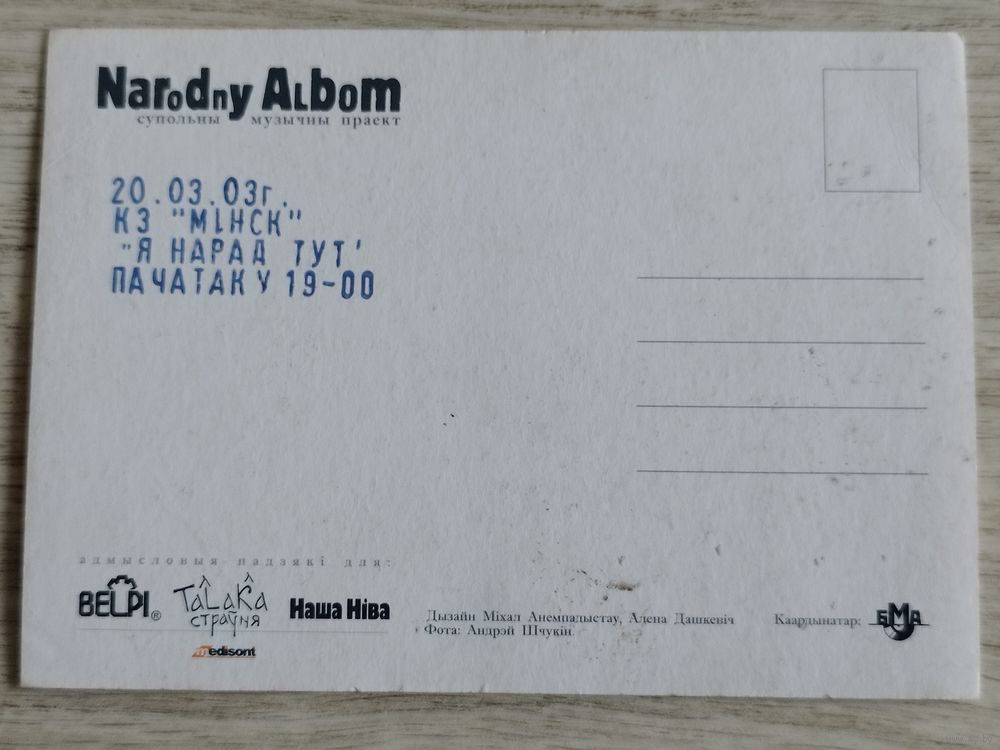 Narodny Albom
супольны музычны праект
20.03.03г.
КЗ "МІНСК"
"Я НАРАД ТУТ'
ПАЧАТАК У 19-00
адмысловыя падзякі для:
BELPI®
TaLaKa
страўня
Наша Ніва
medisont
Дызайн Міхал Анемпадыстаў, Алена Дашкевіч
Фота: Андрэй Шчукін
Каардынатар:
БМА